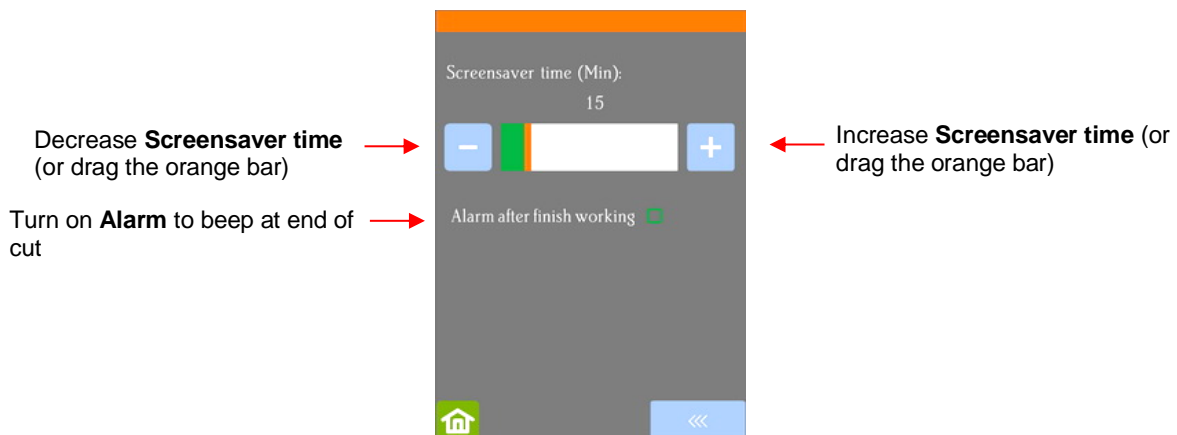 Screensaver time (Min):
15
Decrease Screensaver time
(or drag the orange bar)
−
+
Increase Screensaver time (or
drag the orange bar)
Turn on Alarm to beep at end of
cut
Alarm after finish working
<<<